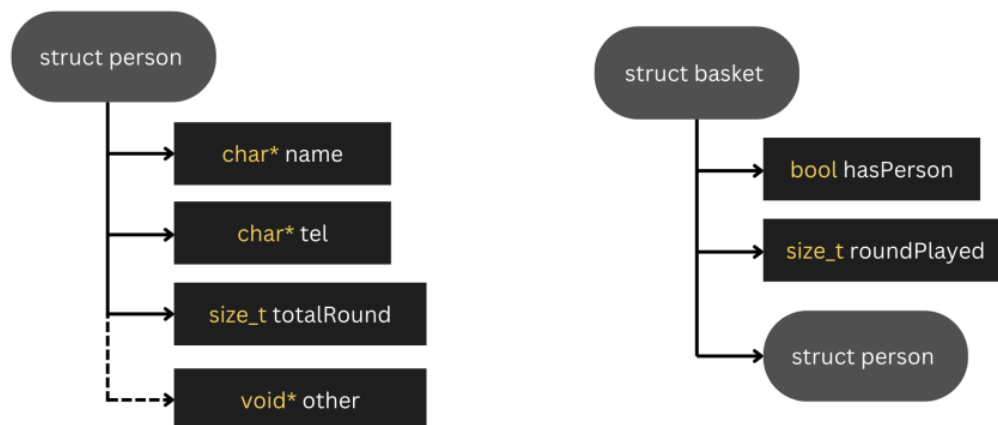 struct person
char* name
char* tel
size_t totalRound
void* other
struct basket
bool hasPerson
size_t roundPlayed
struct person